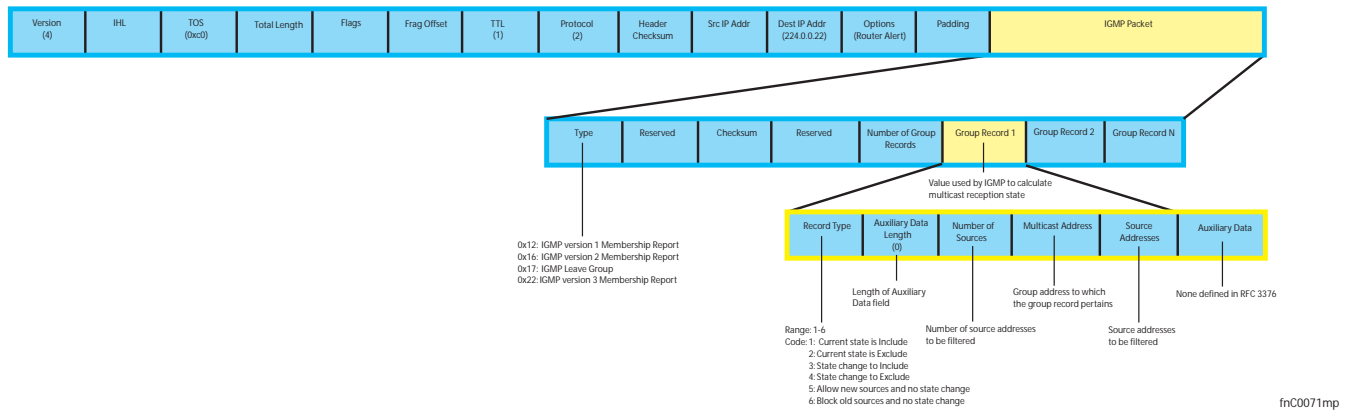 Version
(4)
IHL
TOS
(0xc0)
Total Length
Flags
Frag Offset
TTL
(1)
Protocol
(2)
Header
Checksum
Src IP Addr
Dest IP Addr
(224.0.0.22)
Options
(Router Alert)
Padding
IGMP Packet
Type
Reserved
Checksum
Reserved
Number of Group
Records
Group Record 1
Group Record 2
Group Record N
Value used by IGMP to calculate
multicast reception state
0x12: IGMP version 1 Membership Report
0x16: IGMP version 2 Membership Report
0x17: IGMP Leave Group
0x22: IGMP version 3 Membership Report
Record Type
Auxiliary Data
Length
(0)
Number of
Sources
Multicast Address
Source
Addresses
Auxiliary Data
Length of Auxiliary
Data field
Group address to which
the group record pertains
None defined in RFC 3376
Range: 1-6
Code: 1: Current state is Include
2: Current state is Exclude
3: State change to Include
4: State change to Exclude
5: Allow new sources and no state change
6: Block old sources and no state change
Number of source addresses
to be filtered
Source addresses
to be filtered
fnC0071mp